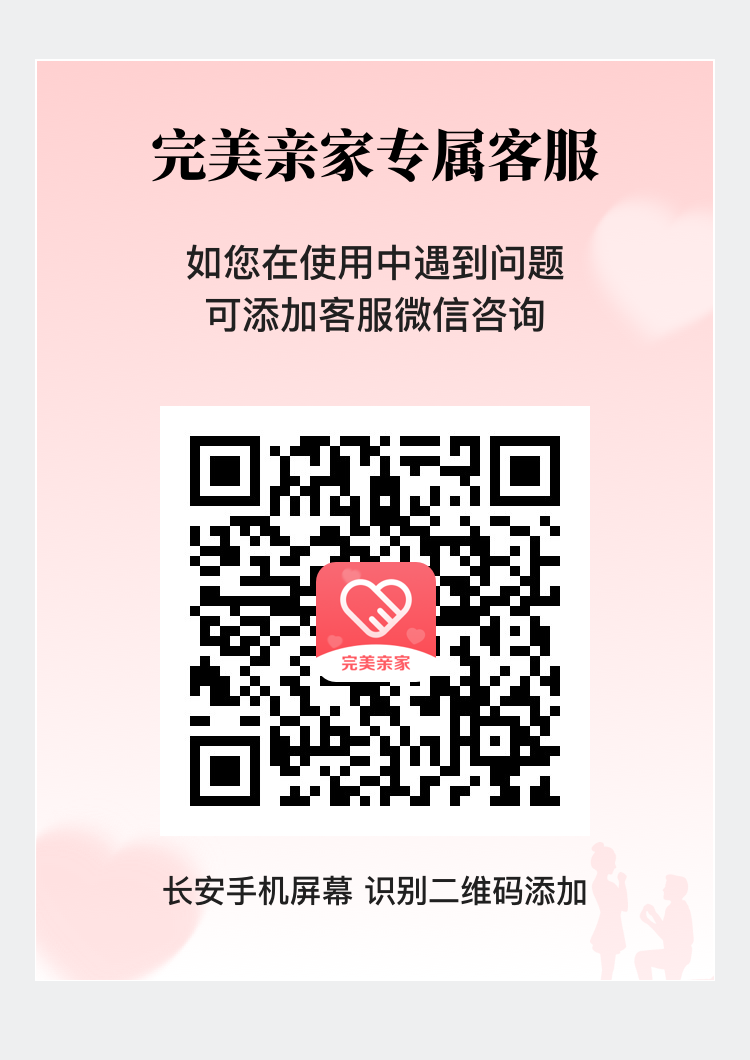 完美亲家专属客服
如您在使用中遇到问题
可添加客服微信咨询
完美亲家
长安手机屏幕 识别二维码添加